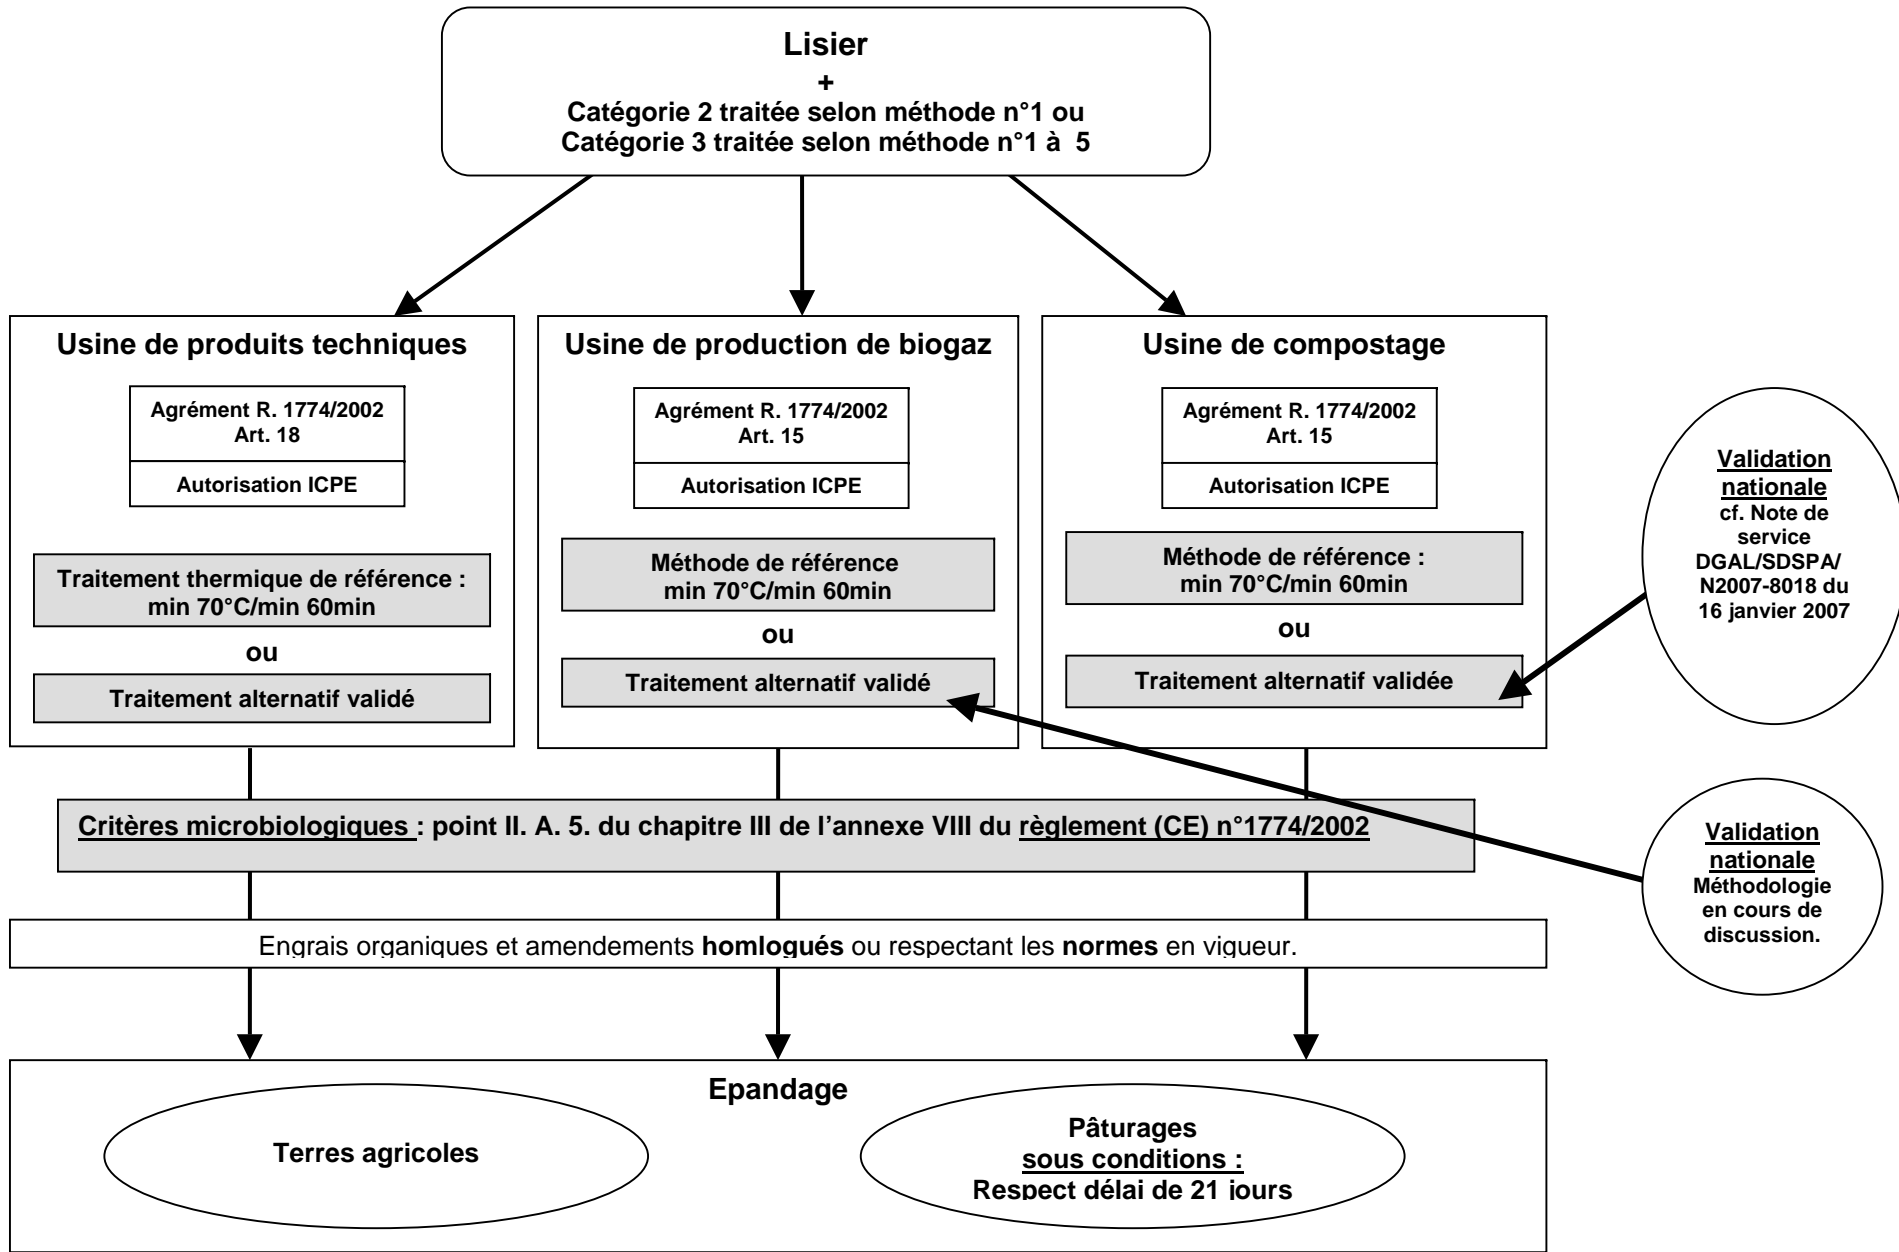 Lisier
+
Catégorie 2 traitée selon méthode n°1 ou
Catégorie 3 traitée selon méthode n°1 à 5
Usine de produits techniques
Agrément R. 1774/2002
Art. 18
Autorisation ICPE
Traitement thermique de référence :
min 70°C/min 60min
ou
Traitement alternatif validé
Usine de production de biogaz
Agrément R. 1774/2002
Art. 15
Autorisation ICPE
Méthode de référence
min 70°C/min 60min
ou
Traitement alternatif validé
Usine de compostage
Agrément R. 1774/2002
Art. 15
Autorisation ICPE
Méthode de référence :
min 70°C/min 60min
ou
Traitement alternatif validée
Validation
nationale
cf. Note de
service
DGAL/SDSPA/
N2007-8018 du
16 janvier 2007
Critères microbiologiques : point II. A. 5. du chapitre III de l'annexe VIII du règlement (CE) n°1774/2002
Validation
nationale
Méthodologie
en cours de
discussion.
Engrais organiques et amendements homlogués ou respectant les normes en vigueur.
Epandage
Terres agricoles
Pâturages
sous conditions :
Respect délai de 21 jours